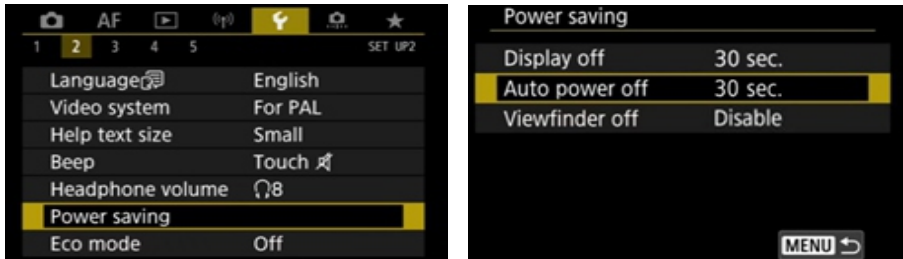 AF
1 2 3 4 5 SET UP2
Language English
Video system For PAL
Help text size Small
Beep Touch
Headphone volume 8
Power saving
Eco mode Off
Power saving
Display off 30 sec.
Auto power off 30 sec.
Viewfinder off Disable
MENU